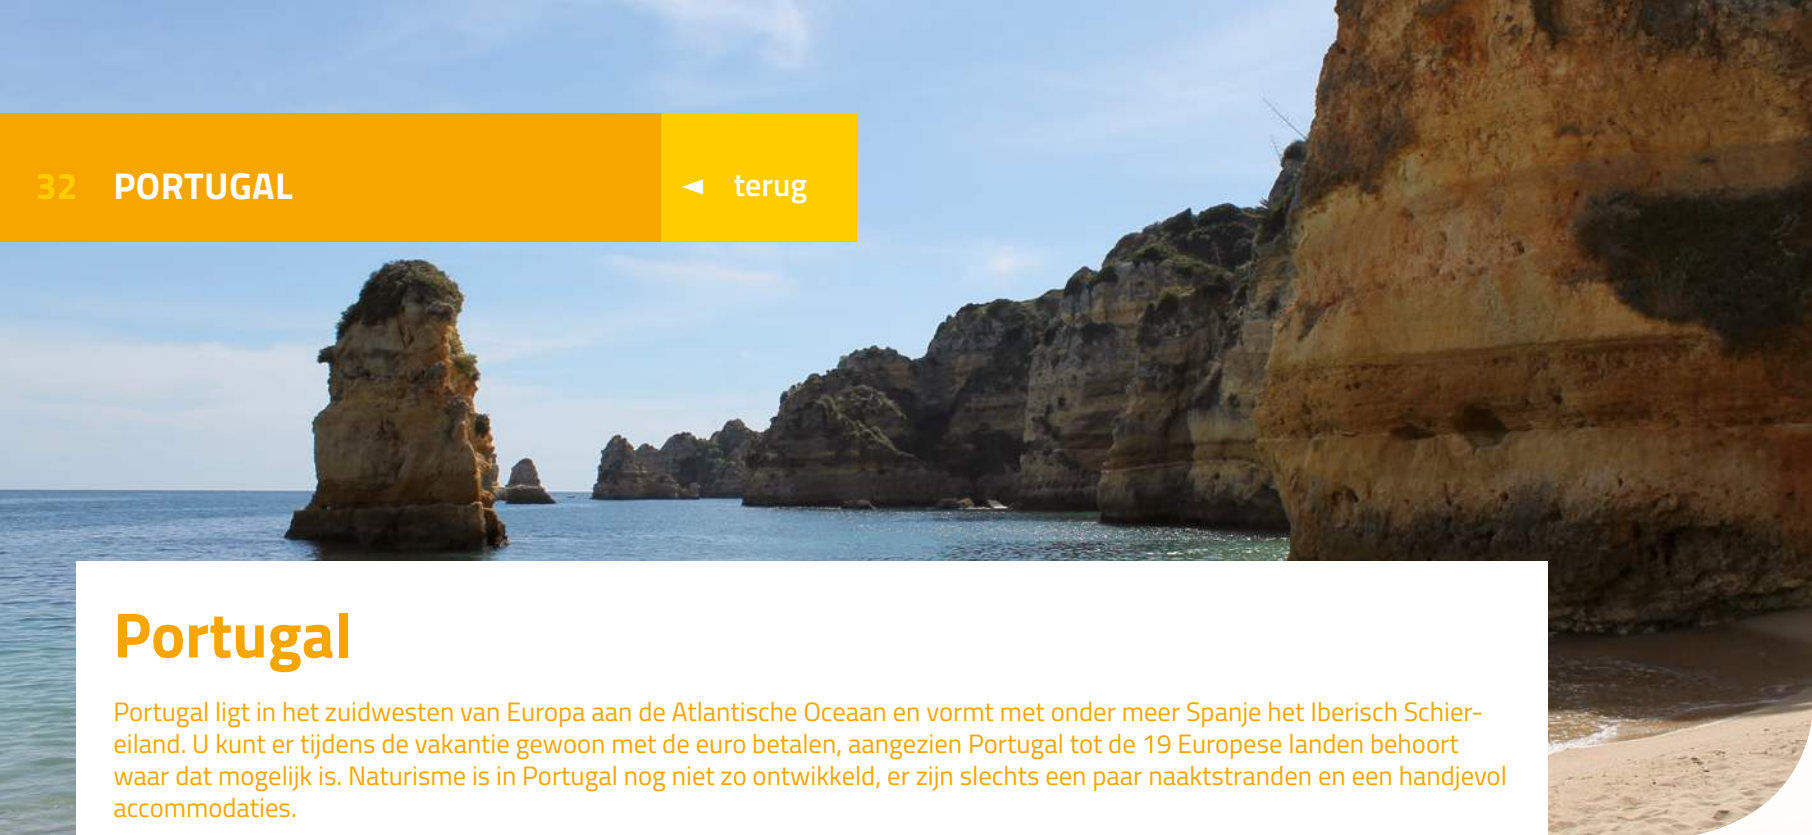 32 PORTUGAL ◄ terug
Portugal
Portugal ligt in het zuidwesten van Europa aan de Atlantische Oceaan en vormt met onder meer Spanje het Iberisch Schier-
eiland. U kunt er tijdens de vakantie gewoon met de euro betalen, aangezien Portugal tot de 19 Europese landen behoort
waar dat mogelijk is. Naturisme is in Portugal nog niet zo ontwikkeld, er zijn slechts een paar naaktstranden en een handjevol
accommodaties.